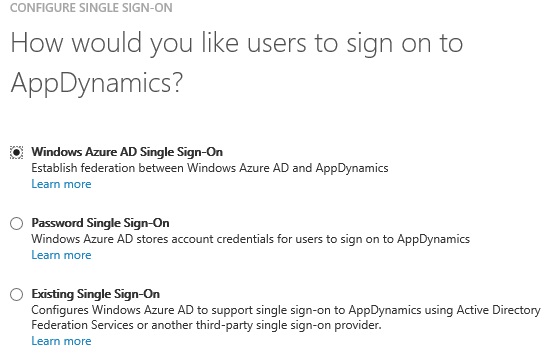 CONFIGURE SINGLE SIGN-ON
How would you like users to sign on to
AppDynamics?
Windows Azure AD Single Sign-On
Establish federation between Windows Azure AD and AppDynamics
Learn more
Password Single Sign-On
Windows Azure AD stores account credentials for users to sign on to AppDynamics
Learn more
Existing Single Sign-On
Configures Windows Azure AD to support single sign-on to AppDynamics using Active Directory
Federation Services or another third-party single sign-on provider.
Learn more